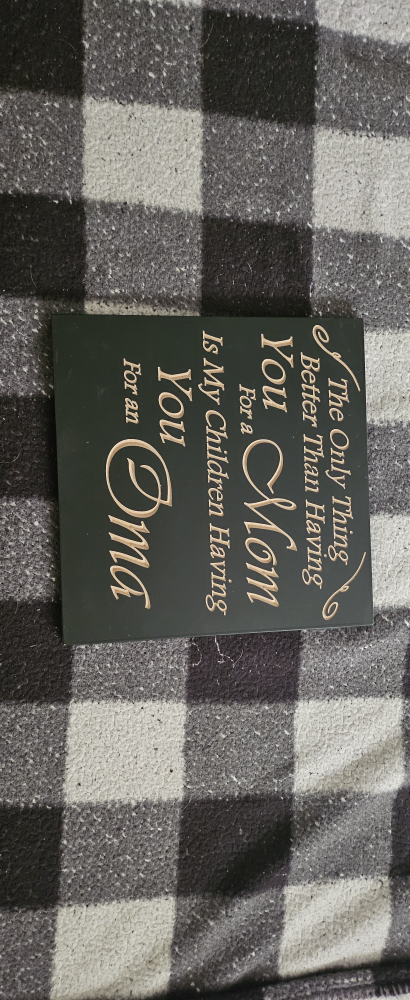 The Only Thing
Better Than Having
You For a Mom
Is My Children Having
You
For an Oma